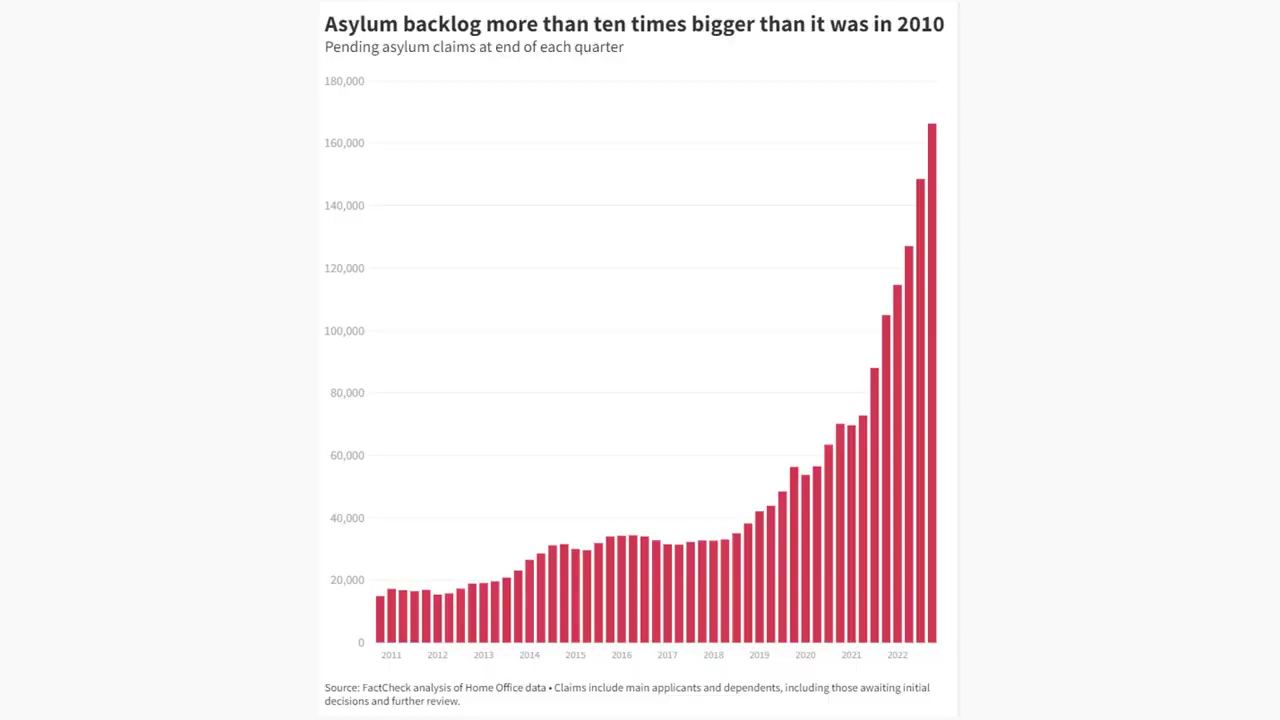 Asylum backlog more than ten times bigger than it was in 2010
Pending asylum claims at end of each quarter
180,000
160,000
140,000
120,000
100,000
80,000
60,000
40,000
20,000
0
2011 2012 2013 2014 2015 2016 2017 2018 2019 2020 2021 2022
Source: FactCheck analysis of Home Office data • Claims include main applicants and dependents, including those awaiting initial
decisions and further review.